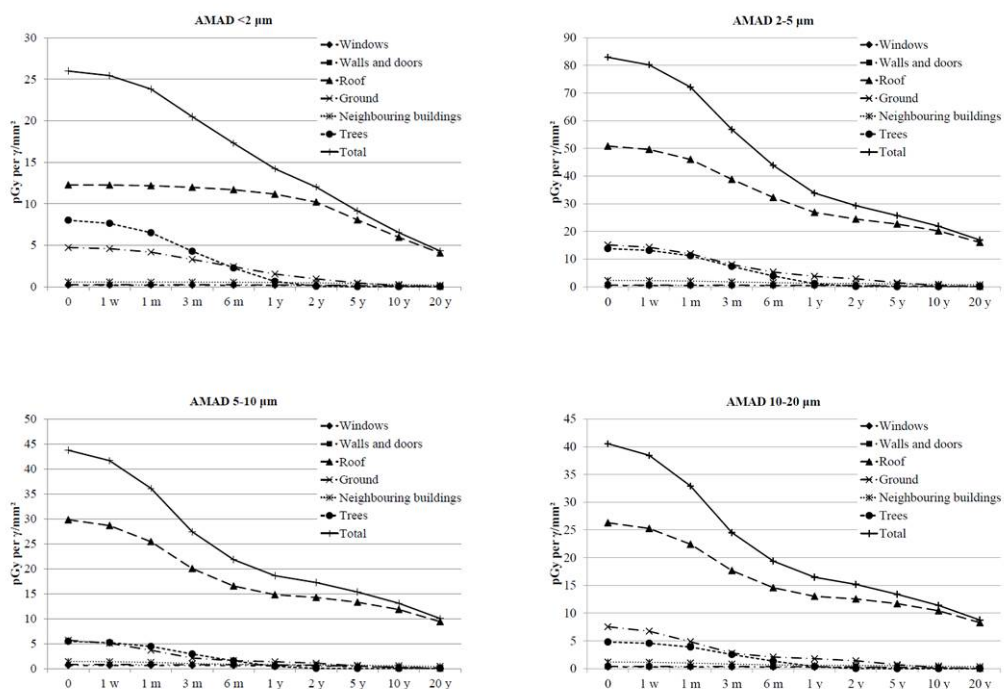 AMAD <2 µm
pGy per γ/mm²
30
25
20
15
10
5
0
0 1 w 1 m 3 m 6 m 1 y 2 y 5 y 10 y 20 y
Windows
Walls and doors
Roof
Ground
Neighbouring buildings
Trees
Total
AMAD 2-5 µm
pGy per γ/mm²
90
80
70
60
50
40
30
20
10
0
0 1 w 1 m 3 m 6 m 1 y 2 y 5 y 10 y 20 y
Windows
Walls and doors
Roof
Ground
Neighbouring buildings
Trees
Total
AMAD 5-10 µm
pGy per γ/mm²
50
45
40
35
30
25
20
15
10
5
0
0 1 w 1 m 3 m 6 m 1 y 2 y 5 y 10 y 20 y
Windows
Walls and doors
Roof
Ground
Neighbouring buildings
Trees
Total
AMAD 10-20 µm
pGy per γ/mm²
45
40
35
30
25
20
15
10
5
0
0 1 w 1 m 3 m 6 m 1 y 2 y 5 y 10 y 20 y
Windows
Walls and doors
Roof
Ground
Neighbouring buildings
Trees
Total